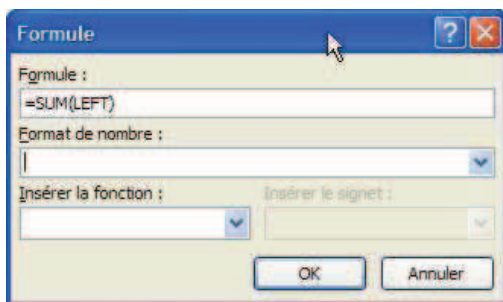 Formule
Formule :
=SUM(LEFT)
Format de nombre :
Insérer la fonction :
Insérer le signet :
OK
Annuler